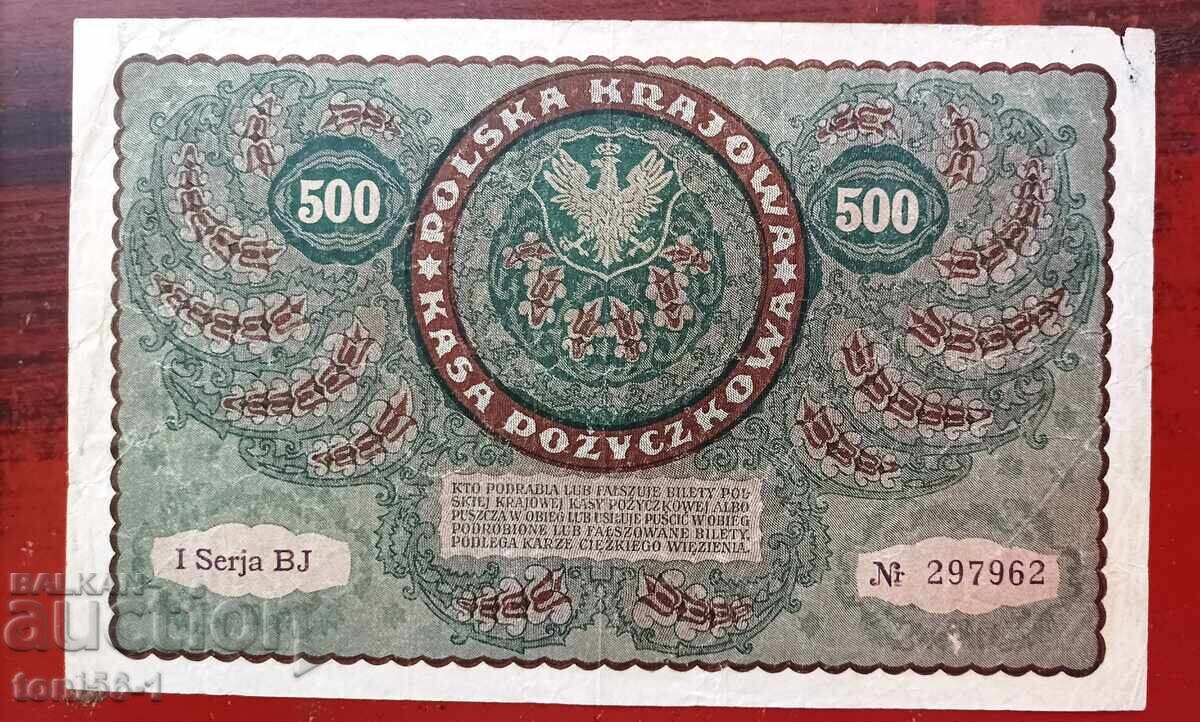 POLSKA KRAJOWA
KASA POŻYCZKOWA
500
500
KTO PODRABIA LUB FAŁSZUJE BILETY POL-
SKIEJ KRAJOWEJ KASY POŻYCZKOWEJ ALBO
PUSZCZA W OBIEG LUB USIŁUJE PUŚCIĆ W OBIEG
PODROBIONE LUB FAŁSZOWANE BILETY,
PODLEGA KARZE CIĘŻKIEGO WIĘZIENIA.
I Serja BJ
№ 297962
BALKAN
auction
toni56-1